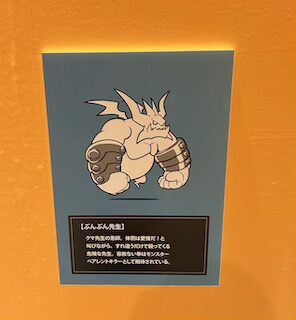 【ぶんぶん先生】
クマ先生の恩師。体罰は愛情だ!と
叫びながら、すれ違うだけで殴ってくる
危険な先生。容赦ない拳はモンスター
ペアレントキラーとして期待されている。